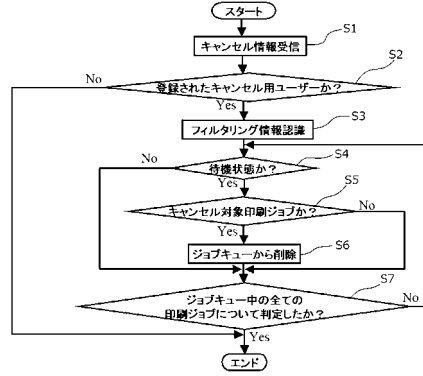 スタート
キャンセル情報受信
S1
登録されたキャンセル用ユーザーか？
S2
No
Yes
フィルタリング情報認識
S3
待機状態か？
S4
No
Yes
キャンセル対象印刷ジョブか？
S5
No
Yes
ジョブキューから削除
S6
ジョブキュー中の全ての
印刷ジョブについて判定したか？
S7
No
Yes
エンド